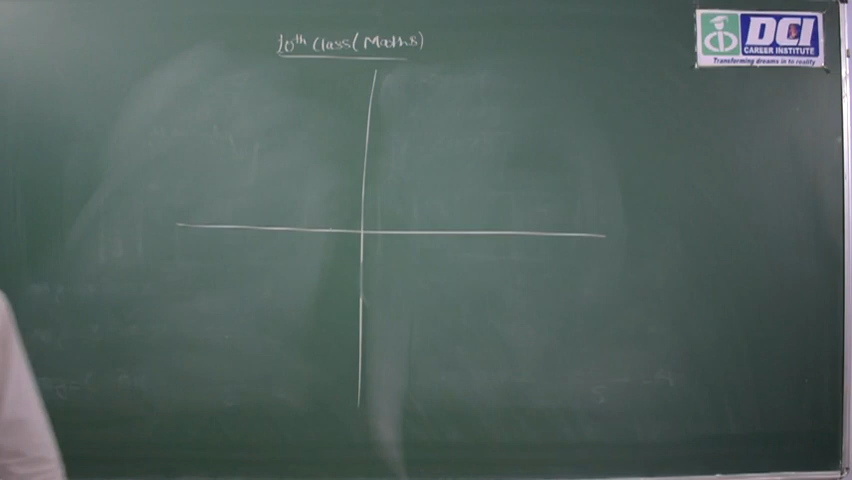 10th Class (Maths)
DCI
CAREER INSTITUTE
Transforming dreams in to reality